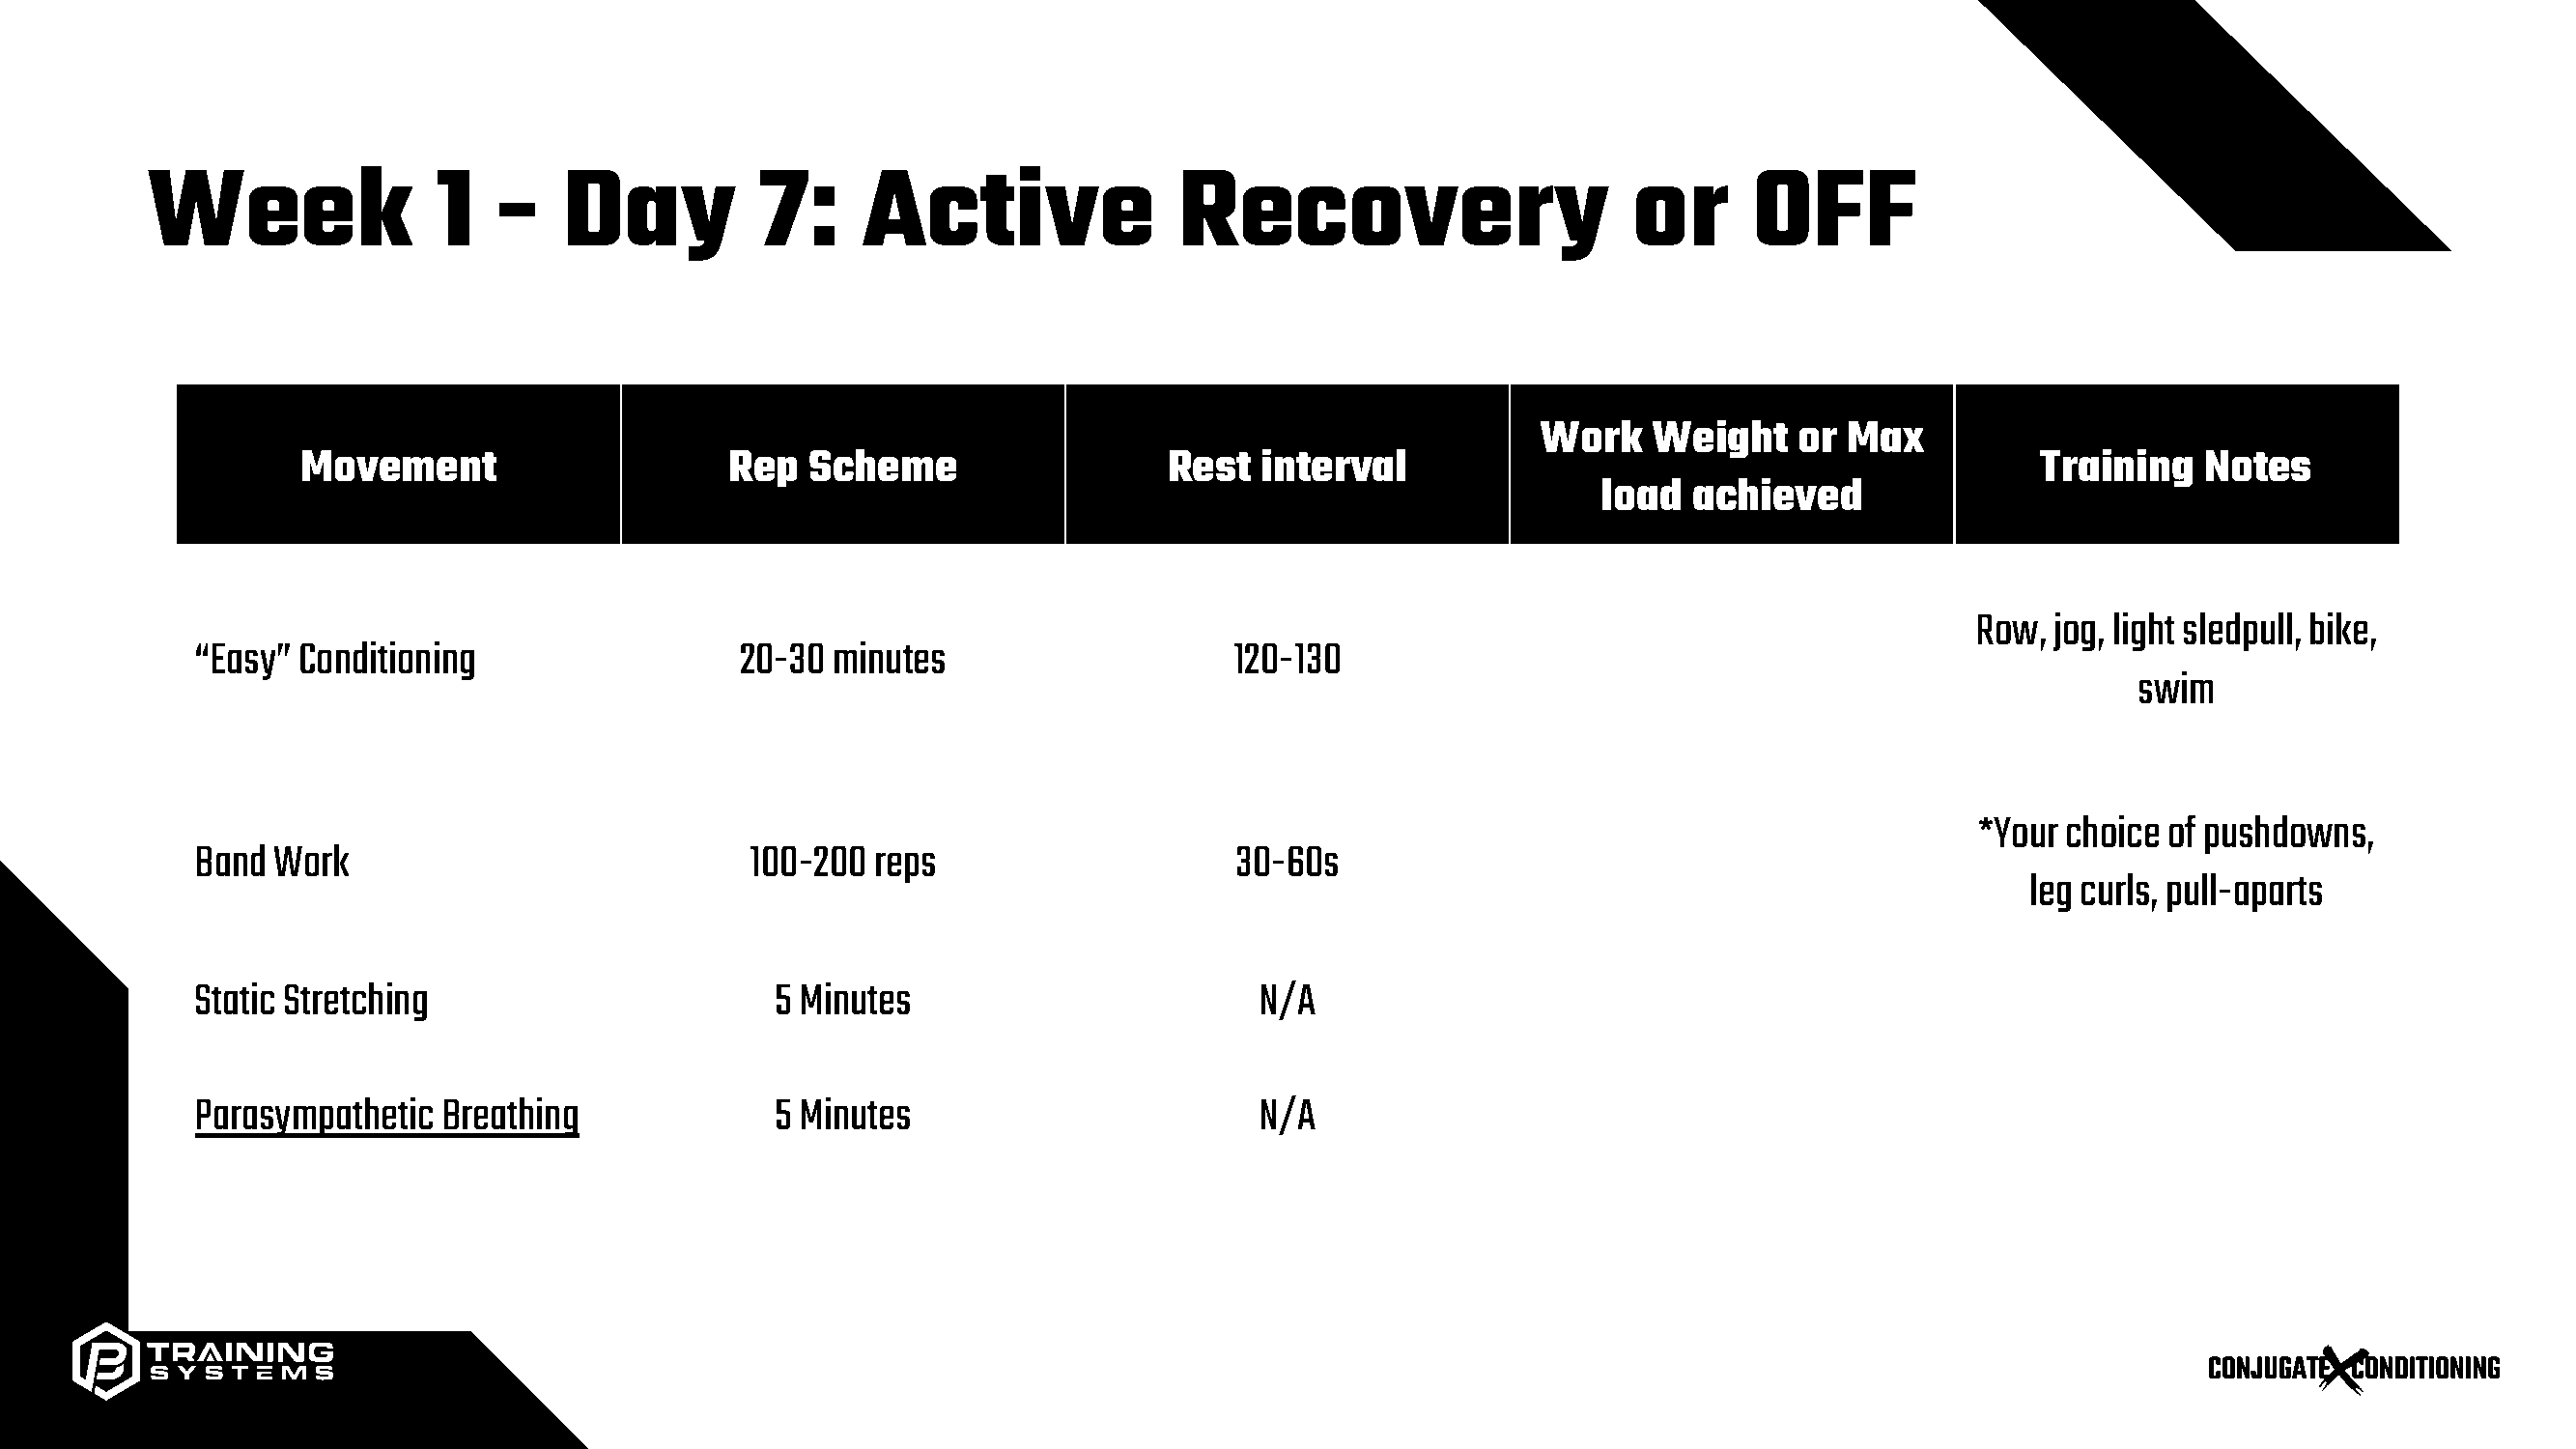 Week 1 – Day 7: Active Recovery or OFF
Movement
Rep Scheme
Rest interval
Work Weight or Max
load achieved
Training Notes
“Easy” Conditioning
20-30 minutes
120-130
Row, jog, light sledpull, bike,
swim
Band Work
100-200 reps
30-60s
*Your choice of pushdowns,
leg curls, pull-aparts
Static Stretching
5 Minutes
N/A
Parasympathetic Breathing
5 Minutes
N/A
TRAINING
SYSTEMS
CONJUGATE X CONDITIONING